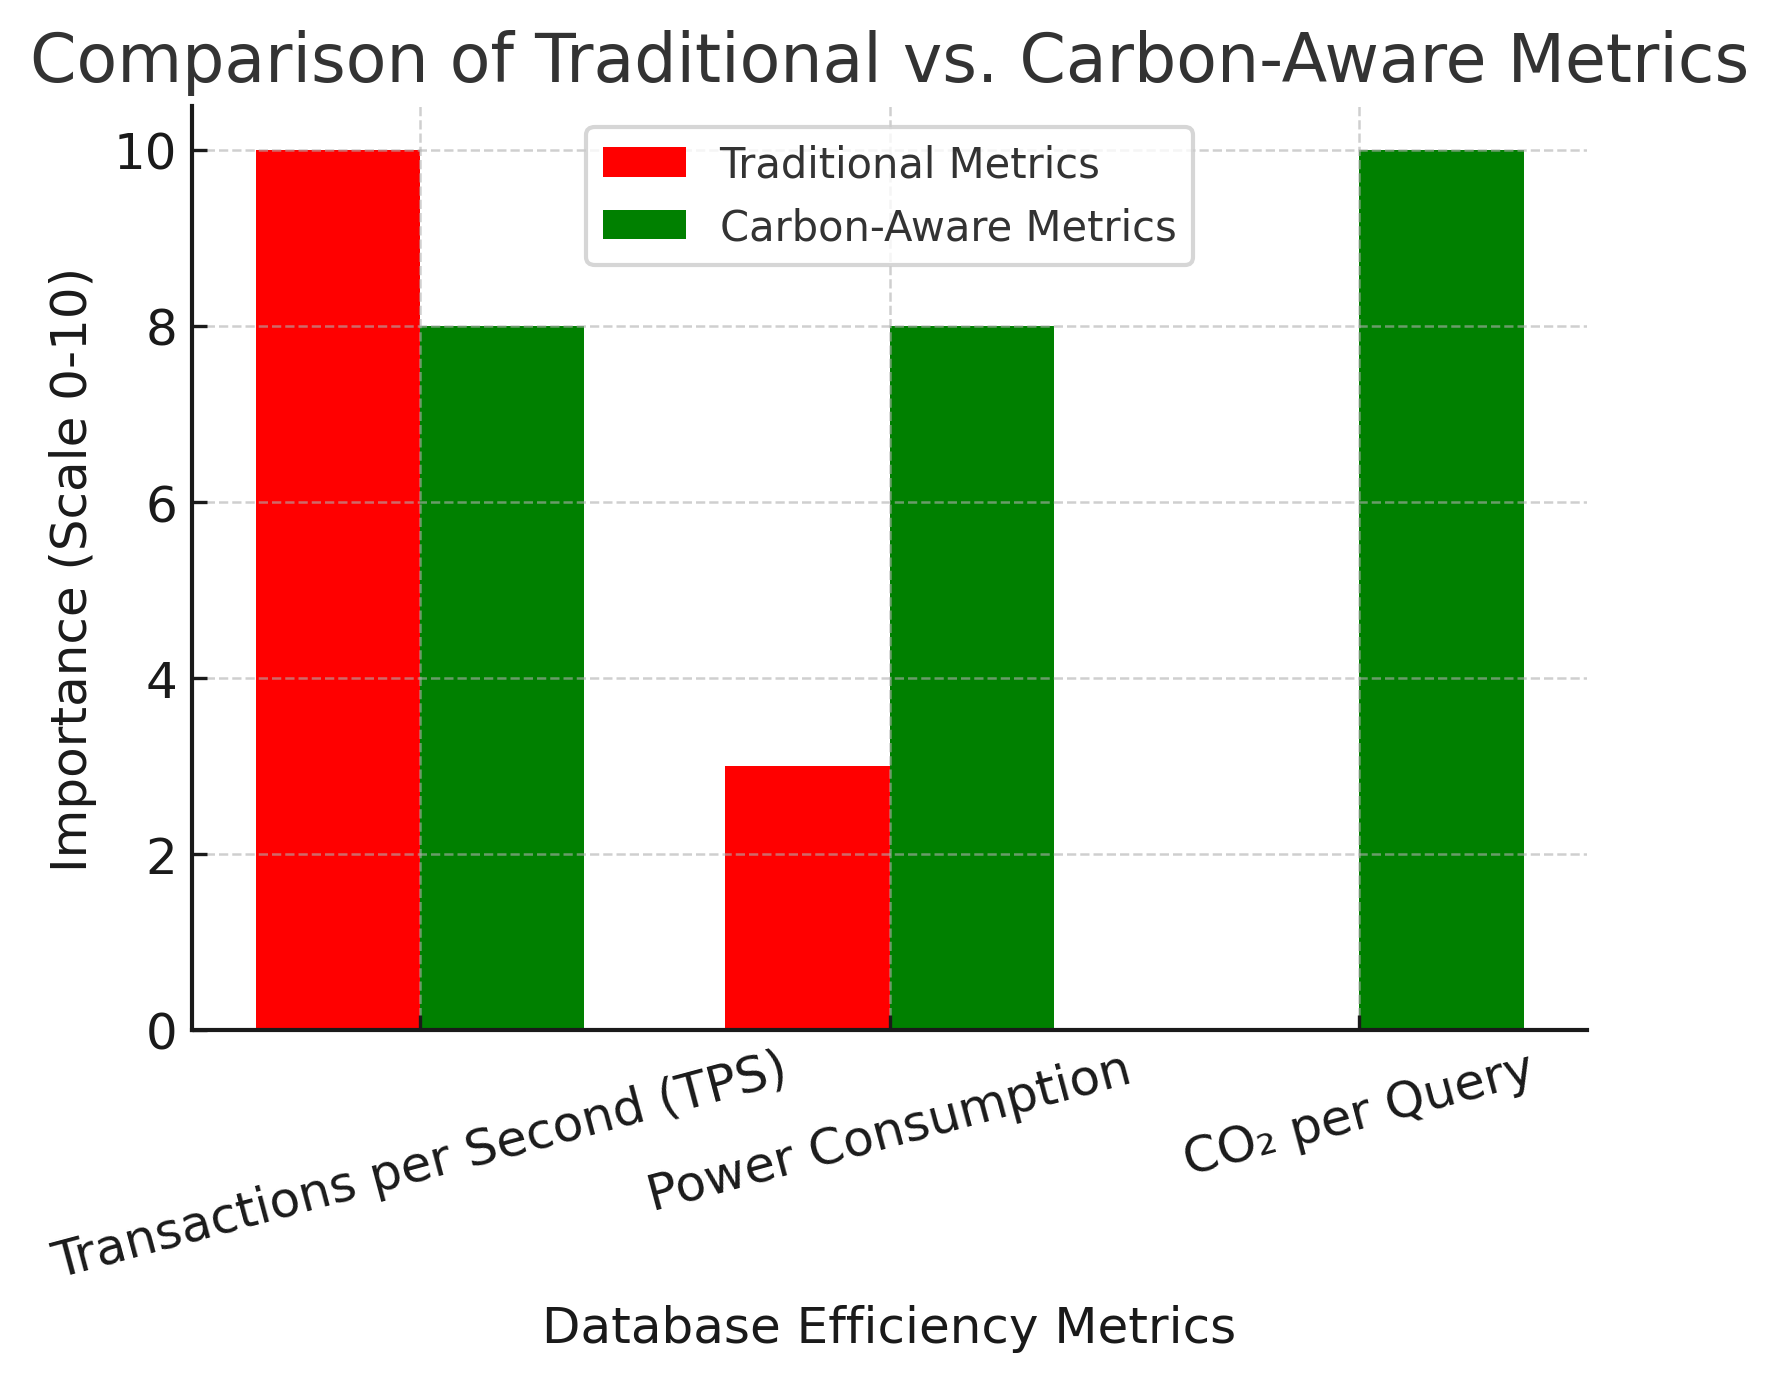 Comparison of Traditional vs. Carbon-Aware Metrics
Traditional Metrics
Carbon-Aware Metrics
Importance (Scale 0-10)
10
8
6
4
2
0
Transactions per Second (TPS)
Power Consumption
CO₂ per Query
Database Efficiency Metrics